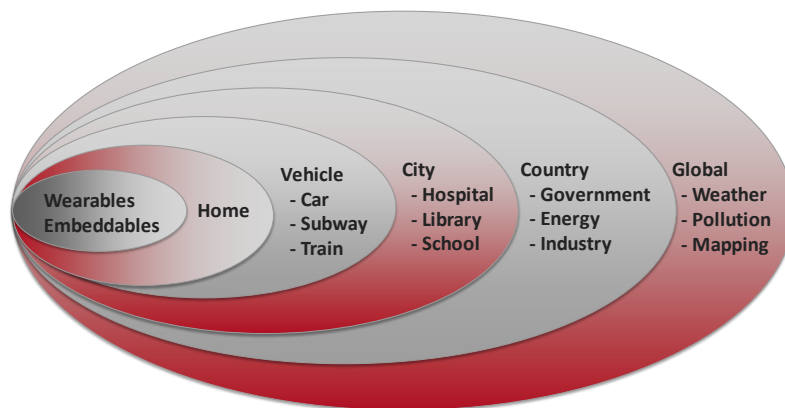 Wearables
Embeddables
Home
Vehicle
- Car
- Subway
- Train
City
- Hospital
- Library
- School
Country
- Government
- Energy
- Industry
Global
- Weather
- Pollution
- Mapping